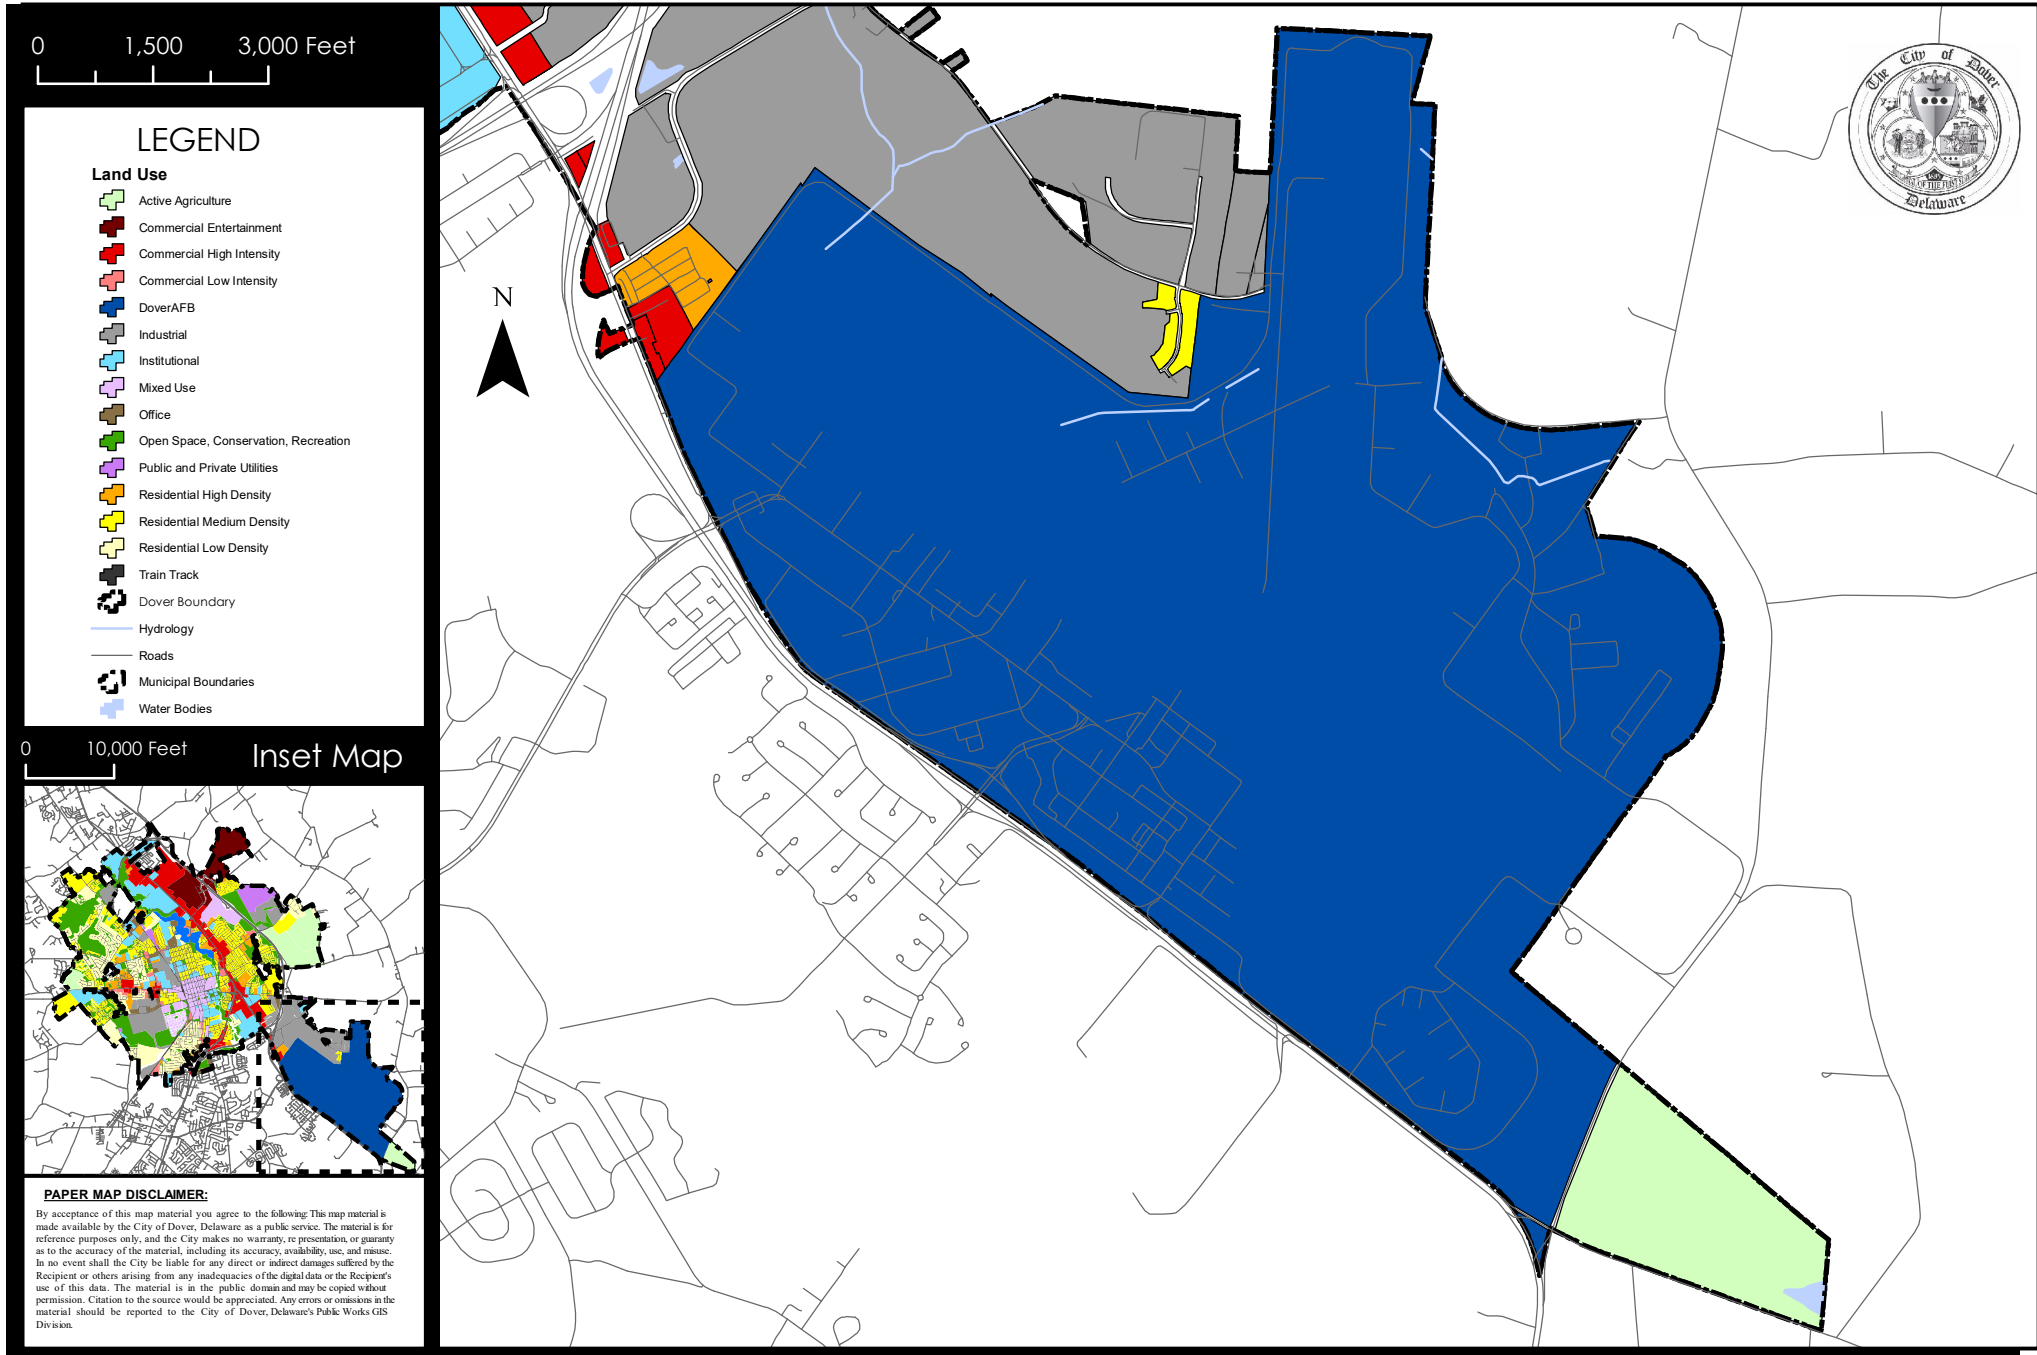 0 1,500 3,000 Feet
LEGEND
Land Use
Active Agriculture
Commercial Entertainment
Commercial High Intensity
Commercial Low Intensity
DoverAFB
Industrial
Institutional
Mixed Use
Office
Open Space, Conservation, Recreation
Public and Private Utilities
Residential High Density
Residential Medium Density
Residential Low Density
Train Track
Dover Boundary
Hydrology
Roads
Municipal Boundaries
Water Bodies
0 10,000 Feet
Inset Map
PAPER MAP DISCLAIMER:
By acceptance of this map material you agree to the following: This map material is
made available by the City of Dover, Delaware as a public service. The material is for
reference purposes only, and the City makes no warranty, re presentation, or guaranty
as to the accuracy of the material, including its accuracy, availability, use, and misuse.
In no event shall the City be liable for any direct or indirect damages suffered by the
Recipient or others arising from any inadequacies of the digital data or the Recipient's
use of this data. The material is in the public domain and may be copied without
permission. Citation to the source would be appreciated. Any errors or omissions in the
material should be reported to the City of Dover, Delaware's Public Works GIS
Division.
N
The City of Dover
Delaware